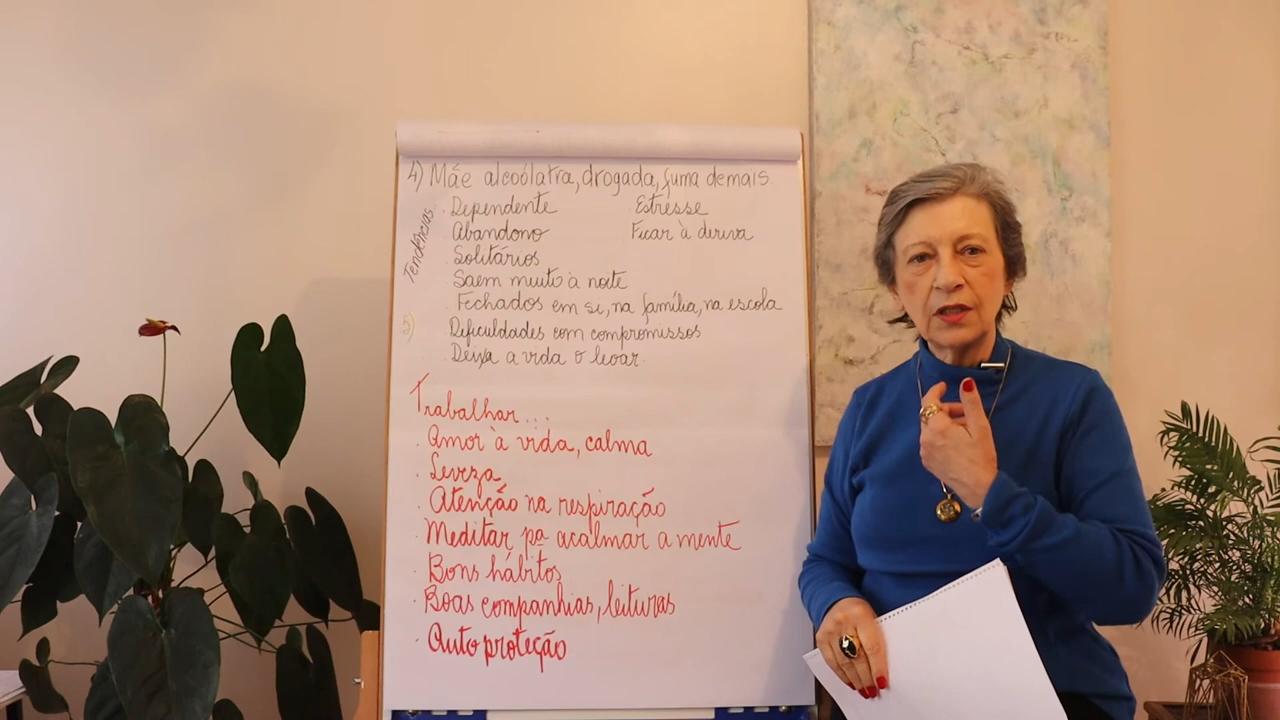 4) Mãe alcoólatra, drogada, fuma demais.
Tendências
. Dependente
. Estresse
. Abandono
. Ficar à deriva
. Solitários
. Saem muito à noite
. Fechados em si, na família, na escola
5)
. Dificuldades com compromissos
. Deixa a vida o levar.
Trabalhar...
. Amor à vida, calma
. Leveza
. Atenção na respiração
. Meditar pa acalmar a mente
. Bons hábitos
. Boas companhias, leituras
. Auto proteção